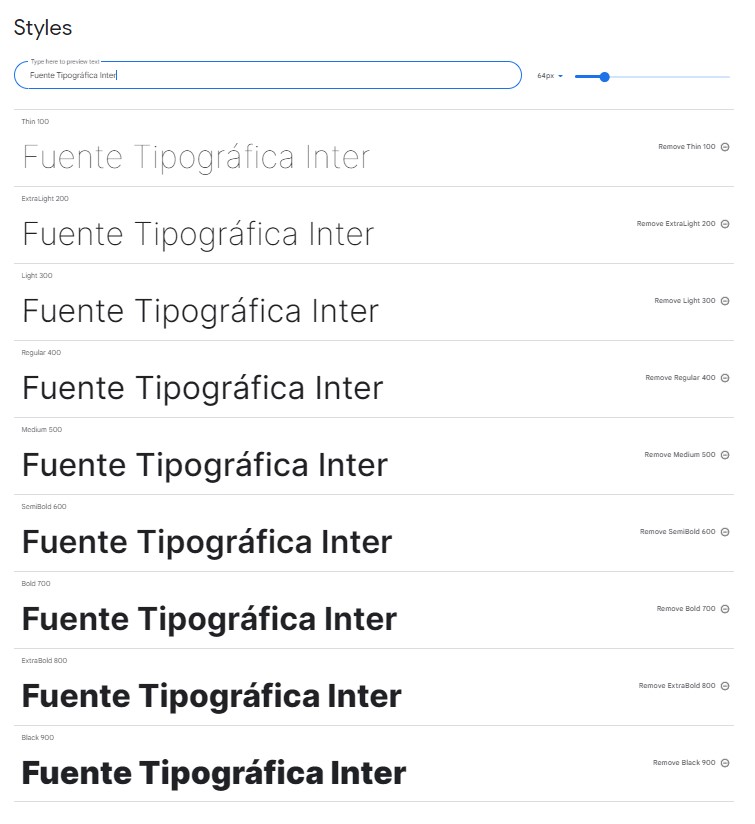 Styles
Type here to preview text
Fuente Tipográfica Inter
64px
Thin 100
Fuente Tipográfica Inter
Remove Thin 100
ExtraLight 200
Fuente Tipográfica Inter
Remove ExtraLight 200
Light 300
Fuente Tipográfica Inter
Remove Light 300
Regular 400
Fuente Tipográfica Inter
Remove Regular 400
Medium 500
Fuente Tipográfica Inter
Remove Medium 500
SemiBold 600
Fuente Tipográfica Inter
Remove SemiBold 600
Bold 700
Fuente Tipográfica Inter
Remove Bold 700
ExtraBold 800
Fuente Tipográfica Inter
Remove ExtraBold 800
Black 900
Fuente Tipográfica Inter
Remove Black 900